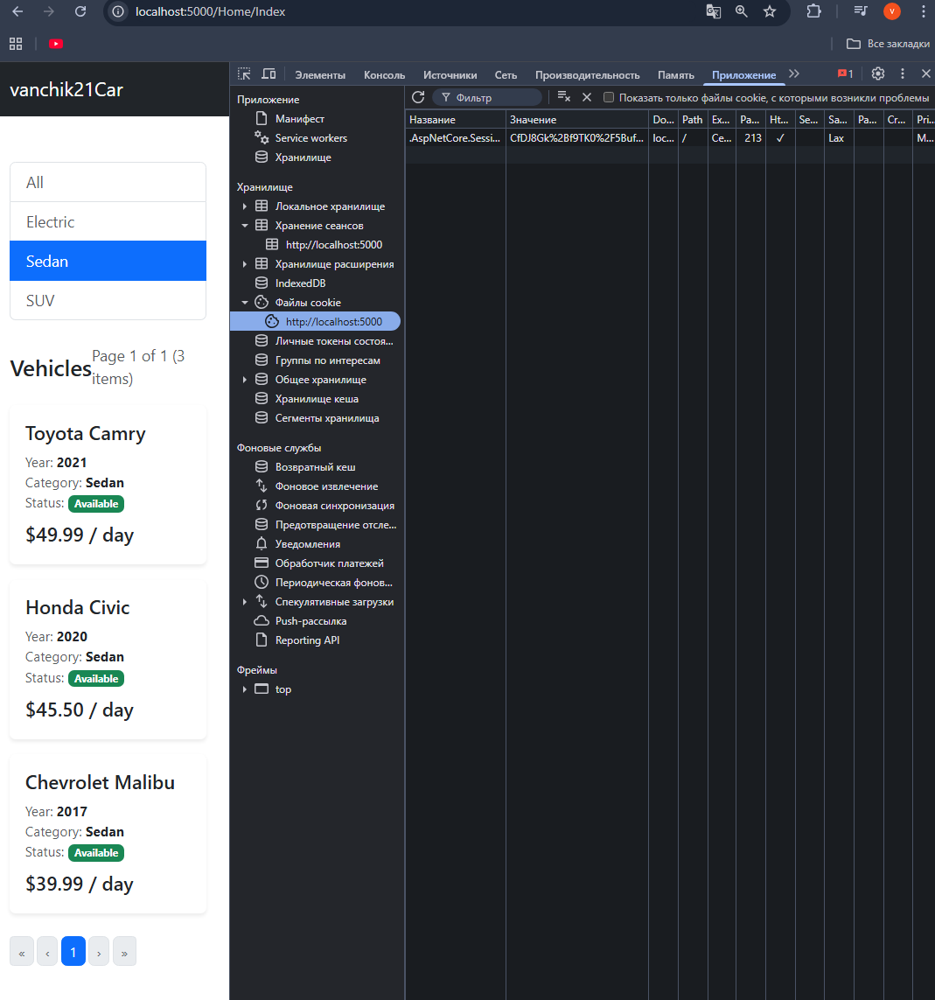 localhost:5000/Home/Index
v
Все закладки
vanchik21Car
All
Electric
Sedan
SUV
Vehicles
Page 1 of 1 (3
items)
Toyota Camry
Year: 2021
Category: Sedan
Status: Available
$49.99 / day
Honda Civic
Year: 2020
Category: Sedan
Status: Available
$45.50 / day
Chevrolet Malibu
Year: 2017
Category: Sedan
Status: Available
$39.99 / day
« ‹ 1 › »
Элементы Консоль Источники Сеть Производительность Память Приложение 1
Приложение
Манифест
Service workers
Хранилище
Хранилище
Локальное хранилище
Хранение сеансов
http://localhost:5000
Хранилище расширения
IndexedDB
Файлы cookie
http://localhost:5000
Личные токены состоя...
Группы по интересам
Общее хранилище
Хранилище кеша
Сегменты хранилища
Фоновые службы
Возвратный кеш
Фоновое извлечение
Фоновая синхронизация
Предотвращение отсле...
Уведомления
Обработчик платежей
Периодическая фонов...
Спекулятивные загрузки
Push-рассылка
Reporting API
Фреймы
top
Фильтр Показать только файлы cookie, с которыми возникли проблемы
Название Значение Do... Path Ex... Pa... Ht... Se... Sa... Pa... Cr... Pri...
.AspNetCore.Sessi... CfDJ8Gk%2Bf9TK0%2F5Buf... loc... / Се... 213 ✓ Lax M...